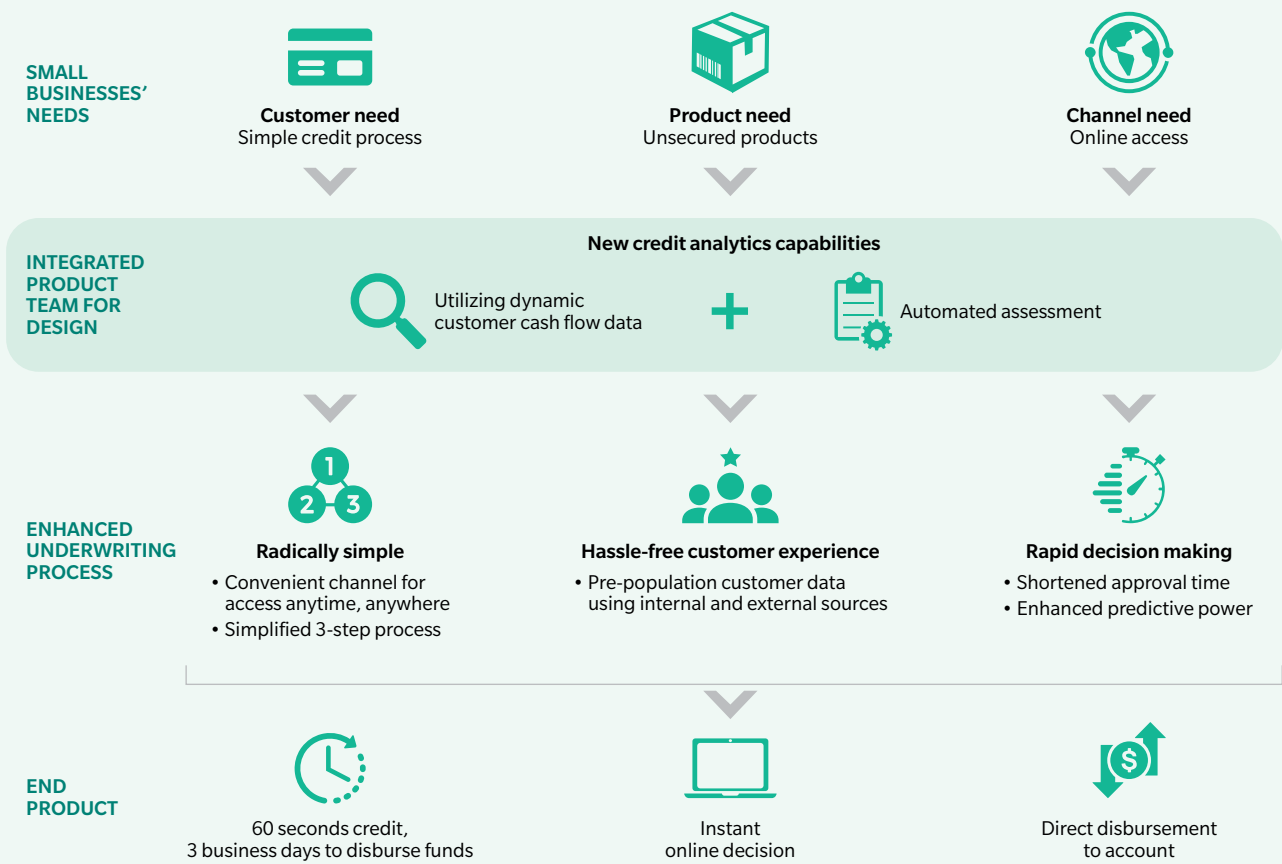 SMALL
BUSINESSES’
NEEDS
Customer need
Simple credit process
Product need
Unsecured products
Channel need
Online access
INTEGRATED
PRODUCT
TEAM FOR
DESIGN
New credit analytics capabilities
Utilizing dynamic
customer cash flow data
+
Automated assessment
ENHANCED
UNDERWRITING
PROCESS
1
2 3
Radically simple
• Convenient channel for
access anytime, anywhere
• Simplified 3-step process
Hassle-free customer experience
• Pre-population customer data
using internal and external sources
Rapid decision making
• Shortened approval time
• Enhanced predictive power
END
PRODUCT
60 seconds credit,
3 business days to disburse funds
Instant
online decision
$
Direct disbursement
to account